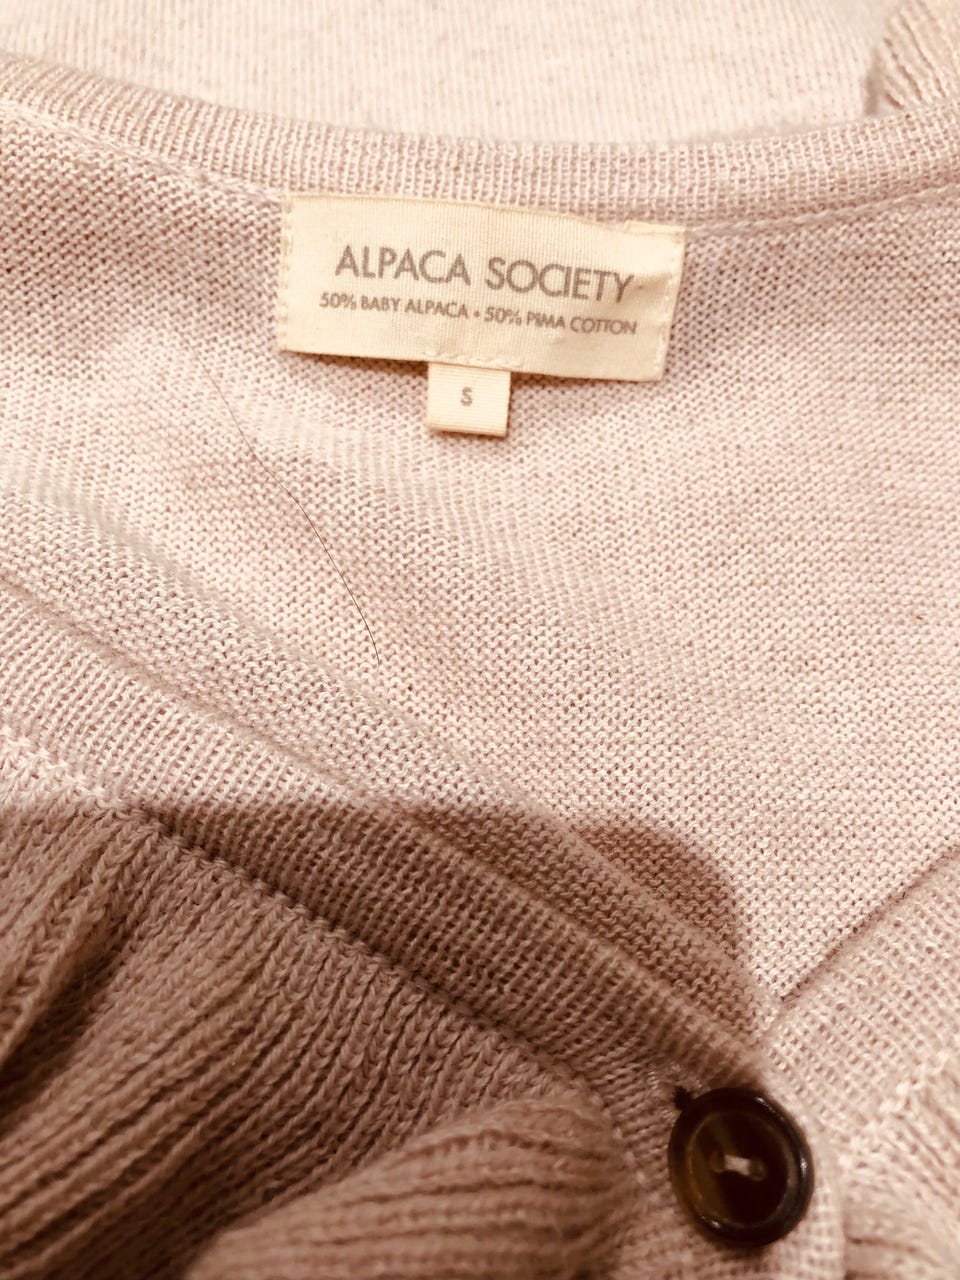 ALPACA SOCIETY
50% BABY ALPACA • 50% PIMA COTTON
S